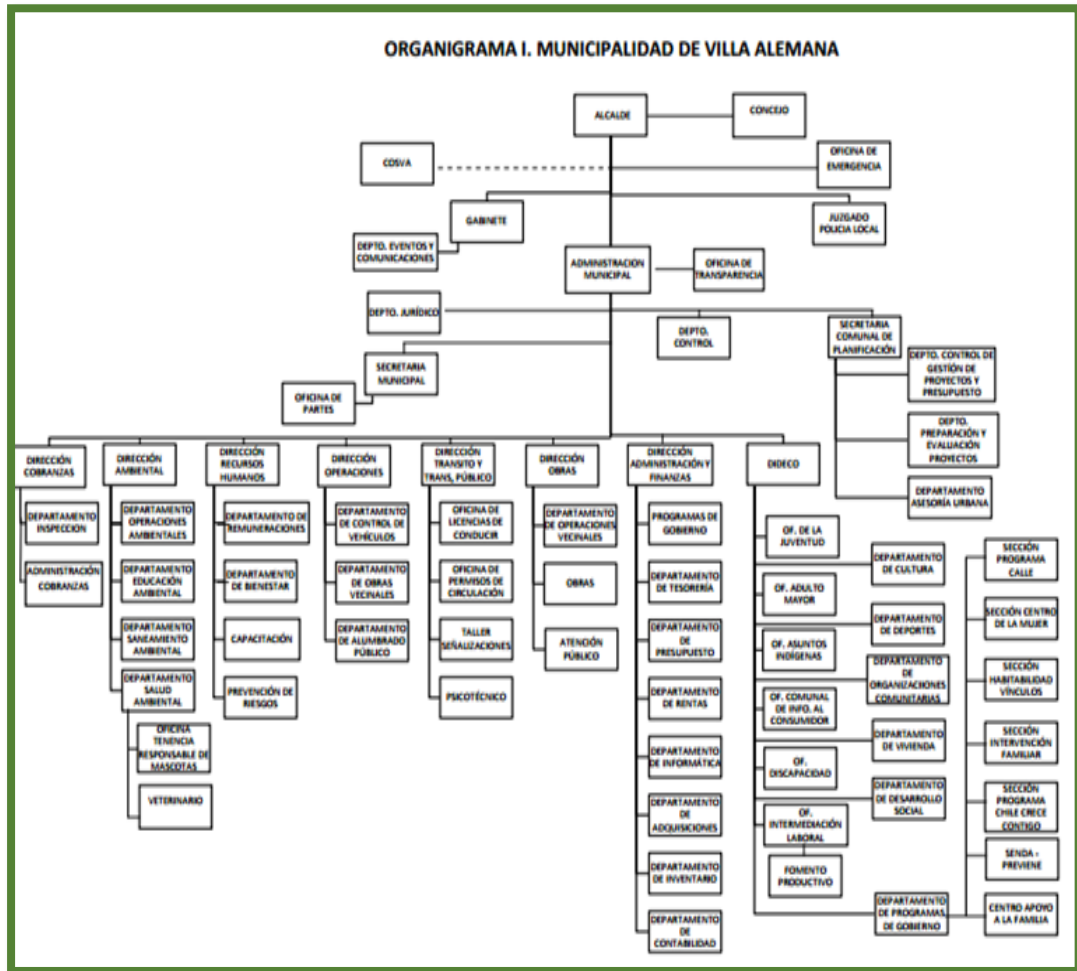 ORGANIGRAMA I. MUNICIPALIDAD DE VILLA ALEMANA
ALCALDE
CONCEJO
COSVA
OFICINA DE
EMERGENCIA
GABINETE
JUZGADO
POLICIA LOCAL
DEPTO. EVENTOS Y
COMUNICACIONES
ADMINISTRACION
MUNICIPAL
OFICINA DE
TRANSPARENCIA
DEPTO. JURÍDICO
DEPTO.
CONTROL
SECRETARIA
COMUNAL DE
PLANIFICACIÓN
SECRETARIA
MUNICIPAL
OFICINA DE
PARTES
DEPTO. CONTROL DE
GESTÍON DE
PROYECTOS Y
PRESUPUESTO
DEPTO.
PREPARACIÓN Y
EVALUACIÓN
PROYECTOS
DEPARTAMENTO
ASESORÍA URBANA
DIRECCIÓN
COBRANZAS
DEPARTAMENTO
INSPECCION
ADMINISTRACIÓN
COBRANZAS
DIRECCIÓN
AMBIENTAL
DEPARTAMENTO
OPERACIONES
AMBIENTALES
DEPARTAMENTO
EDUCACIÓN
AMBIENTAL
DEPARTAMENTO
SANEAMIENTO
AMBIENTAL
DEPARTAMENTO
SALUD
AMBIENTAL
OFICINA
TENENCIA
RESPONSABLE DE
MASCOTAS
VETERINARIO
DIRECCIÓN
RECURSOS
HUMANOS
DEPARTAMENTO DE
REMUNERACIONES
DEPARTAMENTO
DE BIENESTAR
CAPACITACIÓN
PREVENCIÓN DE
RIESGOS
DIRECCIÓN
OPERACIONES
DEPARTAMENTO
DE CONTROL DE
VEHÍCULOS
DEPARTAMENTO
DE OBRAS
VECINALES
DEPARTAMENTO
DE ALUMBRADO
PÚBLICO
DIRECCIÓN
TRANSITO Y
TRANS, PÚBLICO
OFICINA DE
LICENCIAS DE
CONDUCIR
OFICINA DE
PERMISOS DE
CIRCULACIÓN
TALLER
SEÑALIZACIONES
PSICOTÉCNICO
DIRECCIÓN
OBRAS
DEPARTAMENTO
DE OPERACIONES
VECINALES
OBRAS
ATENCIÓN
PÚBLICO
DIRECCIÓN
ADMINISTRACIÓN Y
FINANZAS
PROGRAMAS DE
GOBIERNO
DEPARTAMENTO
DE TESORERÍA
DEPARTAMENTO
DE
PRESUPUESTO
DEPARTAMENTO
DE RENTAS
DEPARTAMENTO
DE INFORMÁTICA
DEPARTAMENTO
DE
ADQUISICIONES
DEPARTAMENTO
DE INVENTARIO
DEPARTAMENTO
DE
CONTABILIDAD
DIDECO
OF. DE LA
JUVENTUD
OF. ADULTO
MAYOR
OF. ASUNTOS
INDÍGENAS
OF. COMUNAL
DE INFO. AL
CONSUMIDOR
OF.
DISCAPACIDAD
OF.
INTERMEDIACIÓN
LABORAL
FOMENTO
PRODUCTIVO
DEPARTAMENTO
DE CULTURA
DEPARTAMENTO
DE DEPORTES
DEPARTAMENTO
DE
ORGANIZACIIONES
COMUNITARIAS
DEPARTAMENTO
DE VIVIENDA
DEPARTAMENTO
DE DESARROLLO
SOCIAL
DEPARTAMENTO
DE PROGRAMAS
DE GOBIERNO
SECCIÓN
PROGRAMA
CALLE
SECCIÓN CENTRO
DE LA MUJER
SECCIÓN
HABITABILIDAD
VÍNCULOS
SECCIÓN
INTERVENCIÓN
FAMILIAR
SECCIÓN
PROGRAMA
CHILE CRECE
CONTIGO
SENDA -
PREVIENE
CENTRO APOYO
A LA FAMILIA